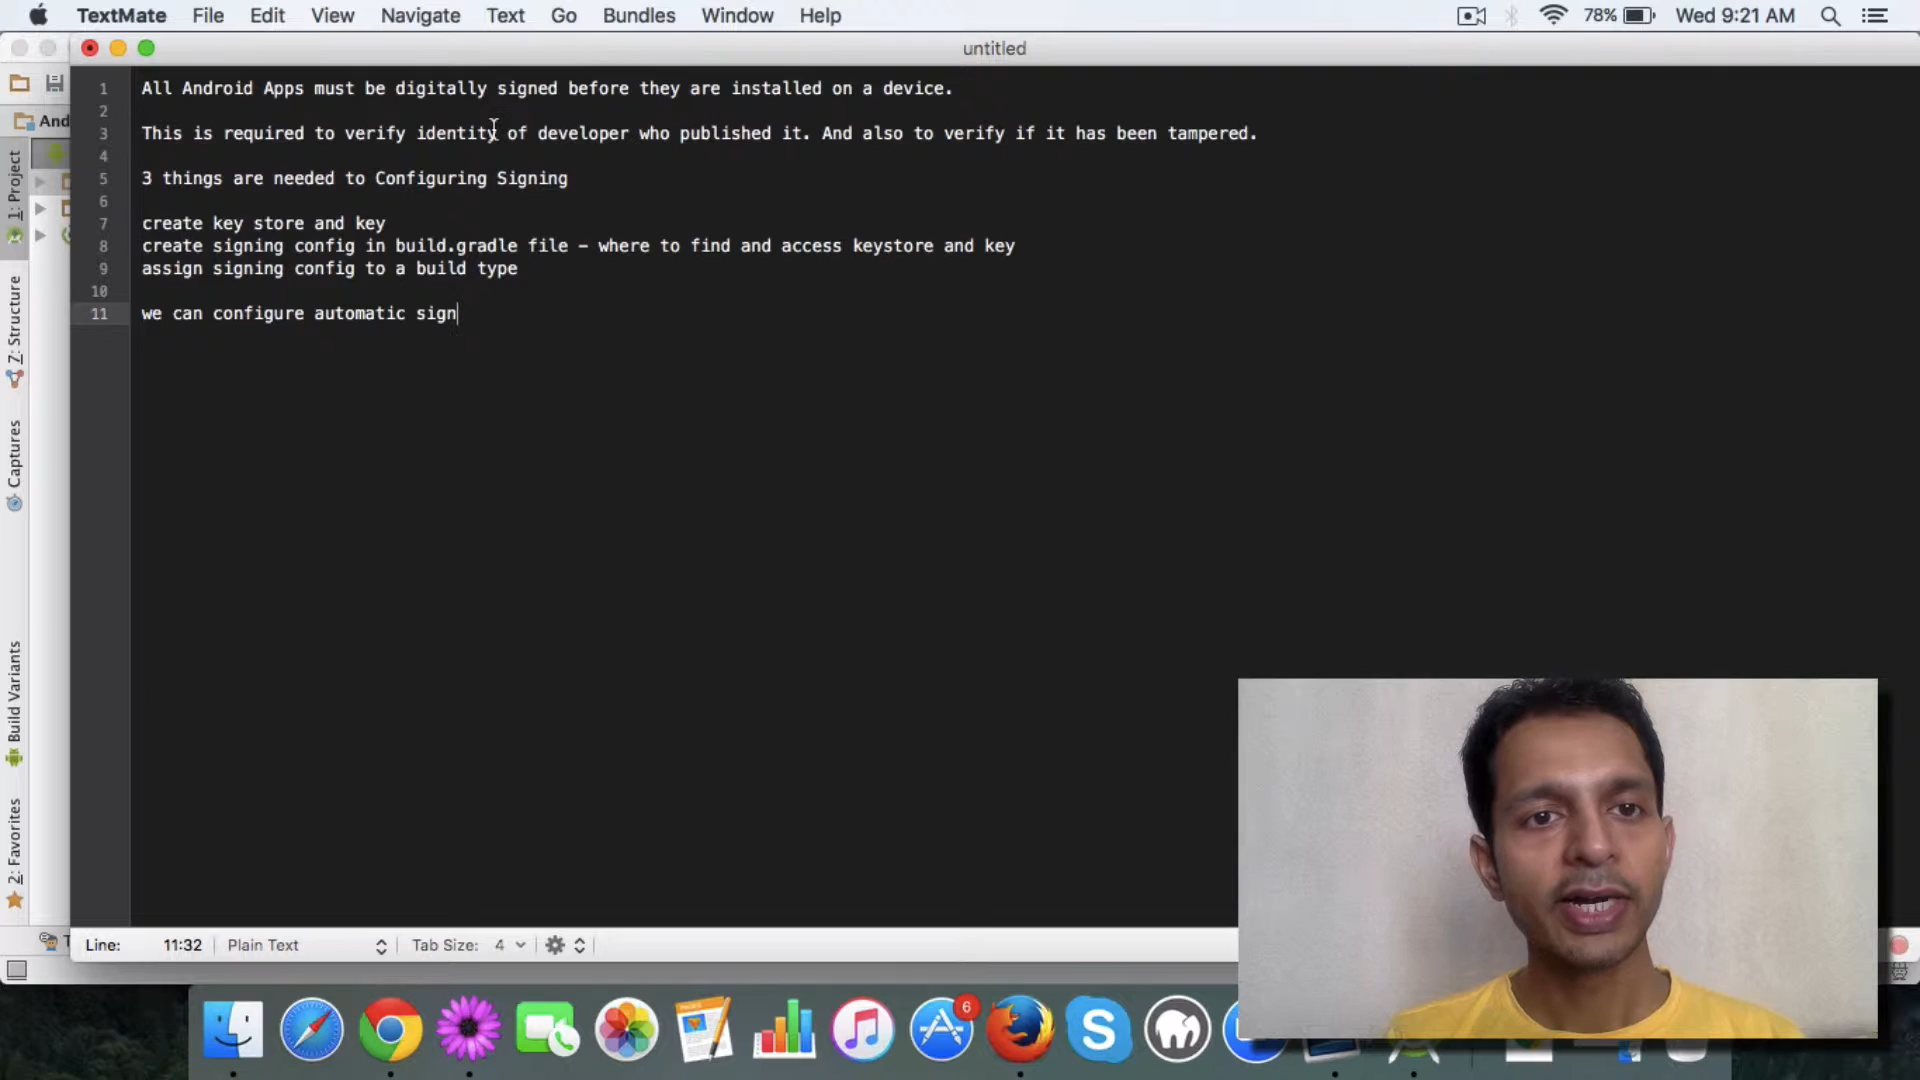 TextMate File Edit View Navigate Text Go Bundles Window Help 78% Wed 9:21 AM
untitled
1 All Android Apps must be digitally signed before they are installed on a device.
2
3 This is required to verify identity of developer who published it. And also to verify if it has been tampered.
4
5 3 things are needed to Configuring Signing
6
7 create key store and key
8 create signing config in build.gradle file - where to find and access keystore and key
9 assign signing config to a build type
10
11 we can configure automatic sign
And
1: Project
7: Structure
Captures
Build Variants
2: Favorites
Line: 11:32 Plain Text Tab Size: 4
6